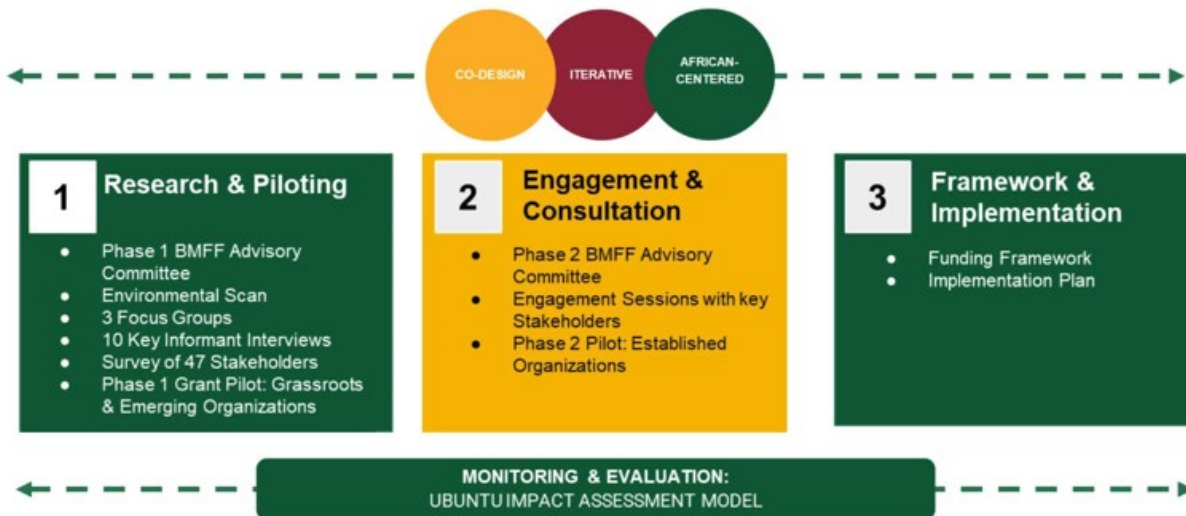 CO-DESIGN
ITERATIVE
AFRICAN-
CENTERED
1
Research & Piloting
● Phase 1 BMFF Advisory
Committee
● Environmental Scan
● 3 Focus Groups
● 10 Key Informant Interviews
● Survey of 47 Stakeholders
● Phase 1 Grant Pilot: Grassroots
& Emerging Organizations
2
Engagement &
Consultation
● Phase 2 BMFF Advisory
Committee
● Engagement Sessions with key
Stakeholders
● Phase 2 Pilot: Established
Organizations
3
Framework &
Implementation
● Funding Framework
● Implementation Plan
MONITORING & EVALUATION:
UBUNTU IMPACT ASSESSMENT MODEL